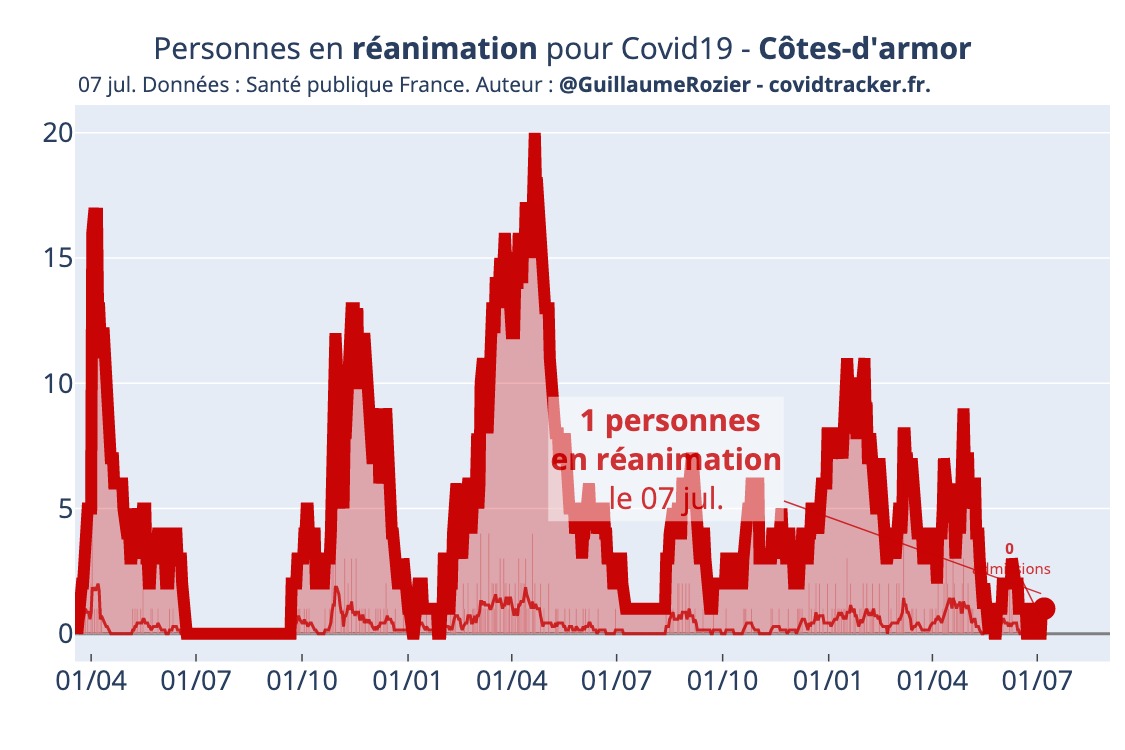 Personnes en réanimation pour Covid19 - Côtes-d'armor
07 jul. Données : Santé publique France. Auteur : @GuillaumeRozier - covidtracker.fr.
20
15
10
5
0
1 personnes
en réanimation
le 07 jul.
0
admissions
01/04 01/07 01/10 01/01 01/04 01/07 01/10 01/01 01/04 01/07